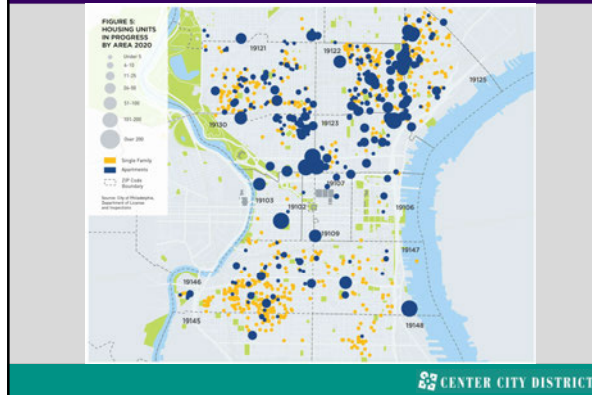 FIGURE 5:
HOUSING UNITS
IN PROGRESS
BY AREA 2020
Under 5
6-10
11-25
26-50
51-100
101-200
Over 200
Single Family
Apartments
ZIP Code
Boundary
Source: City of Philadelphia,
Department of License
and Inspections
19121
19122
19125
19130
19123
19107
19103
19102
19106
19109
19147
19146
19145
19148
CENTER CITY DISTRICT